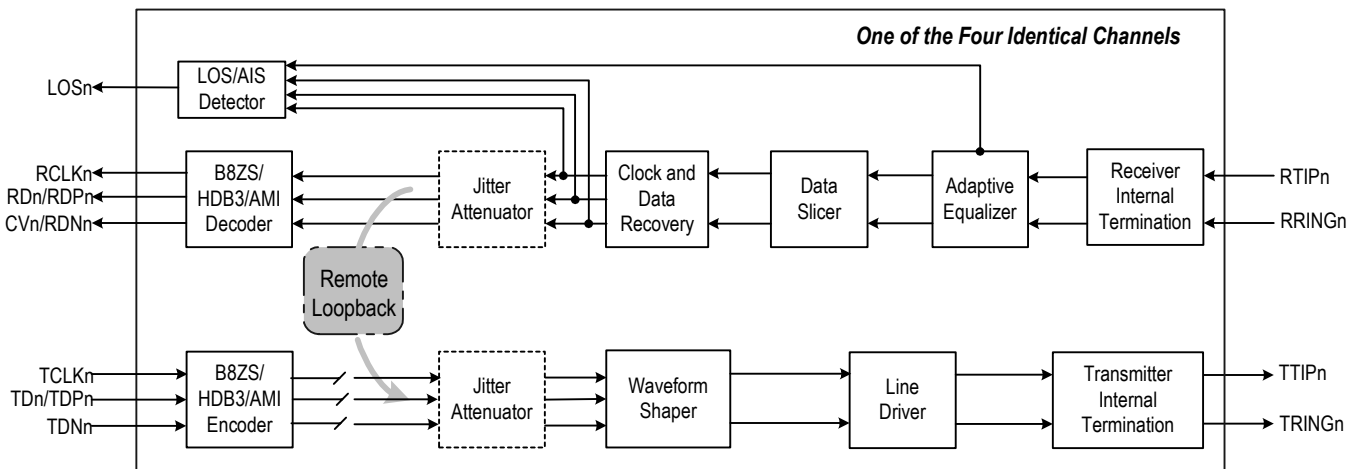 One of the Four Identical Channels
LOSn
LOS/AIS
Detector
RCLKn
RDn/RDPn
CVn/RDNn
B8ZS/
HDB3/AMI
Decoder
Jitter
Attenuator
Clock and
Data
Recovery
Data
Slicer
Adaptive
Equalizer
Receiver
Internal
Termination
RTIPn
RRINGn
Remote
Loopback
TCLKn
TDn/TDPn
TDNn
B8ZS/
HDB3/AMI
Encoder
Jitter
Attenuator
Waveform
Shaper
Line
Driver
Transmitter
Internal
Termination
TTIPn
TRINGn